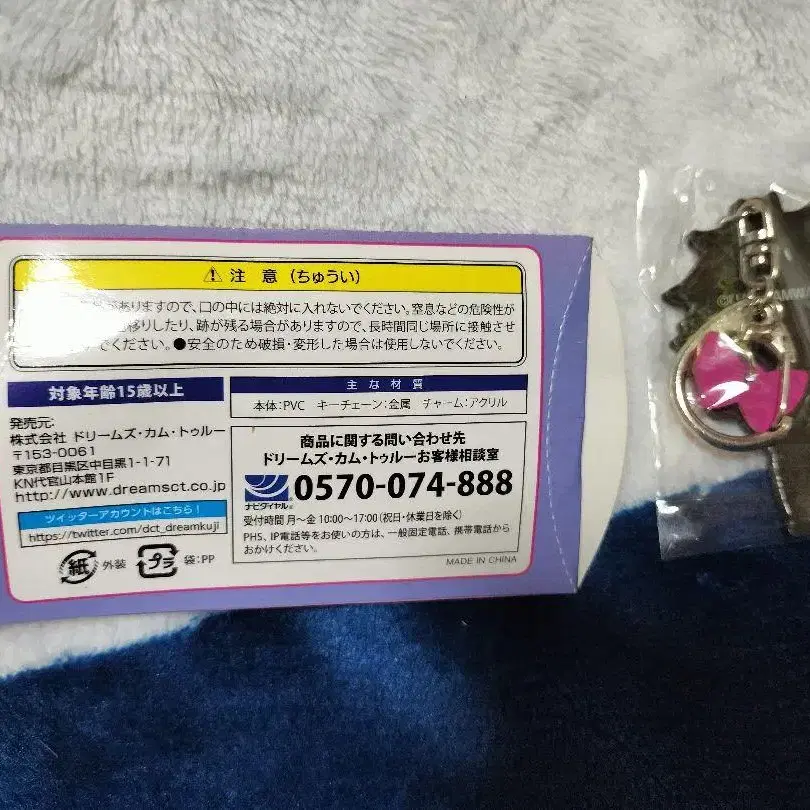 ⚠ 注 意 (ちゅうい)
がありますので、口の中には絶対に入れないでください。窒息などの危険性が
移りしたり、跡が残る場合がありますので、長時間同じ場所に接触させ
でください。●安全のため破損・変形した場合は使用しないでください。
対象年齢15歳以上
発売元:
株式会社 ドリームズ・カム・トゥルー
〒153-0061
東京都目黒区中目黒1-1-71
KN代官山本館1F
http://www.dreamsct.co.jp
ツイッターアカウントはこちら!
https://twitter.com/dct_dreamkuji
紙 外装 プラ 袋:PP
主 な 材 質
本体:PVC キーチェーン:金属 チャーム:アクリル
商品に関する問い合わせ先
ドリームズ・カム・トゥルーお客様相談室
ナビダイヤル 0570-074-888
受付時間 月〜金 10:00〜17:00 (祝日・休業日を除く)
PHS、IP電話等をお使いの方は、一般固定電話、携帯電話から
おかけください。
MADE IN CHINA